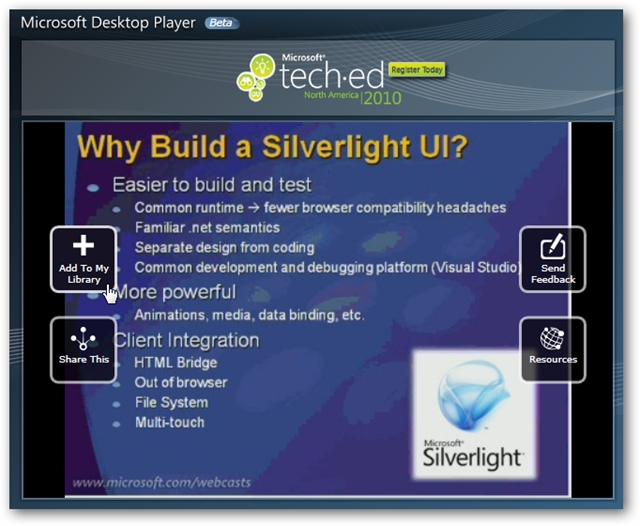 Microsoft Desktop Player Beta
Microsoft®
tech·ed
Register Today
North America | 2010
Why Build a Silverlight UI?
Easier to build and test
Common runtime → fewer browser compatibility headaches
Familiar .net semantics
Separate design from coding
Common development and debugging platform (Visual Studio)
More powerful
Animations, media, data binding, etc.
Client Integration
HTML Bridge
Out of browser
File System
Multi-touch
Add To My
Library
Share This
Send
Feedback
Resources
Microsoft®
Silverlight™
www.microsoft.com/webcasts